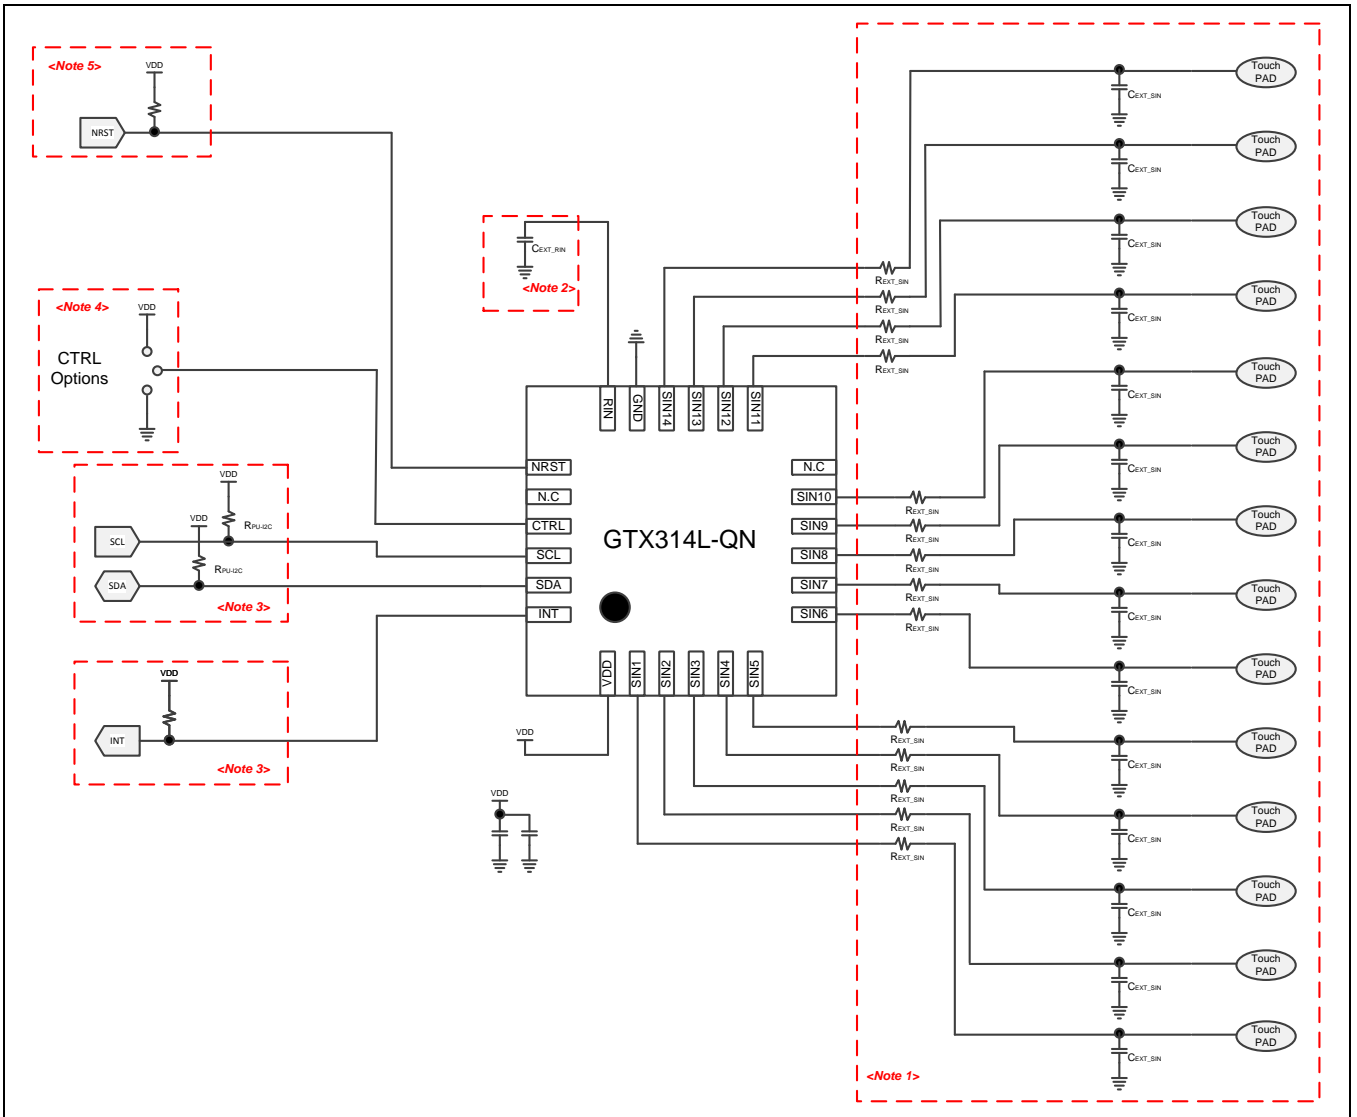 <Note 5>
VDD
NRST
<Note 4>
VDD
CTRL
Options
VDD
VDD
RPU-I2C
SCL
RPU-I2C
SDA
<Note 3>
VDD
INT
<Note 3>
CEXT_RIN
<Note 2>
RIN
GND
SIN14
SIN13
SIN12
SIN11
NRST
N.C
CTRL
SCL
SDA
INT
GTX314L-QN
N.C
SIN10
SIN9
SIN8
SIN7
SIN6
VDD
SIN1
SIN2
SIN3
SIN4
SIN5
VDD
VDD
REXT_SIN
REXT_SIN
REXT_SIN
REXT_SIN
REXT_SIN
REXT_SIN
REXT_SIN
REXT_SIN
REXT_SIN
REXT_SIN
REXT_SIN
REXT_SIN
REXT_SIN
REXT_SIN
Touch
PAD
CEXT_SIN
Touch
PAD
CEXT_SIN
Touch
PAD
CEXT_SIN
Touch
PAD
CEXT_SIN
Touch
PAD
CEXT_SIN
Touch
PAD
CEXT_SIN
Touch
PAD
CEXT_SIN
Touch
PAD
CEXT_SIN
Touch
PAD
CEXT_SIN
Touch
PAD
CEXT_SIN
Touch
PAD
CEXT_SIN
Touch
PAD
CEXT_SIN
Touch
PAD
CEXT_SIN
Touch
PAD
CEXT_SIN
<Note 1>